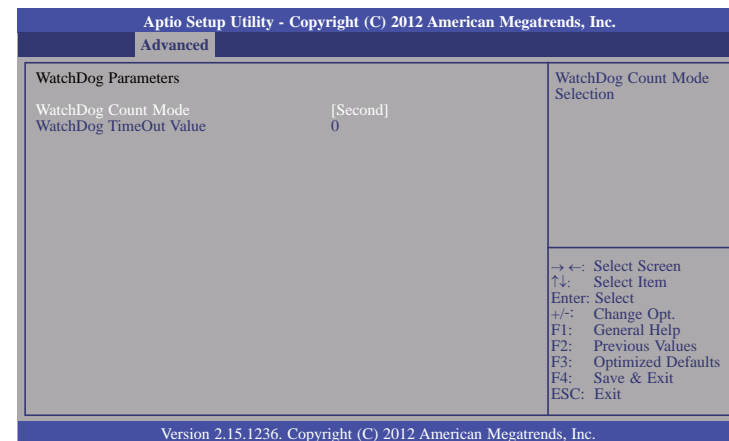 Aptio Setup Utility - Copyright (C) 2012 American Megatrends, Inc.
Advanced
WatchDog Parameters
WatchDog Count Mode [Second]
WatchDog TimeOut Value 0
WatchDog Count Mode
Selection
→ ←: Select Screen
↑↓: Select Item
Enter: Select
+/-: Change Opt.
F1: General Help
F2: Previous Values
F3: Optimized Defaults
F4: Save & Exit
ESC: Exit
Version 2.15.1236. Copyright (C) 2012 American Megatrends, Inc.